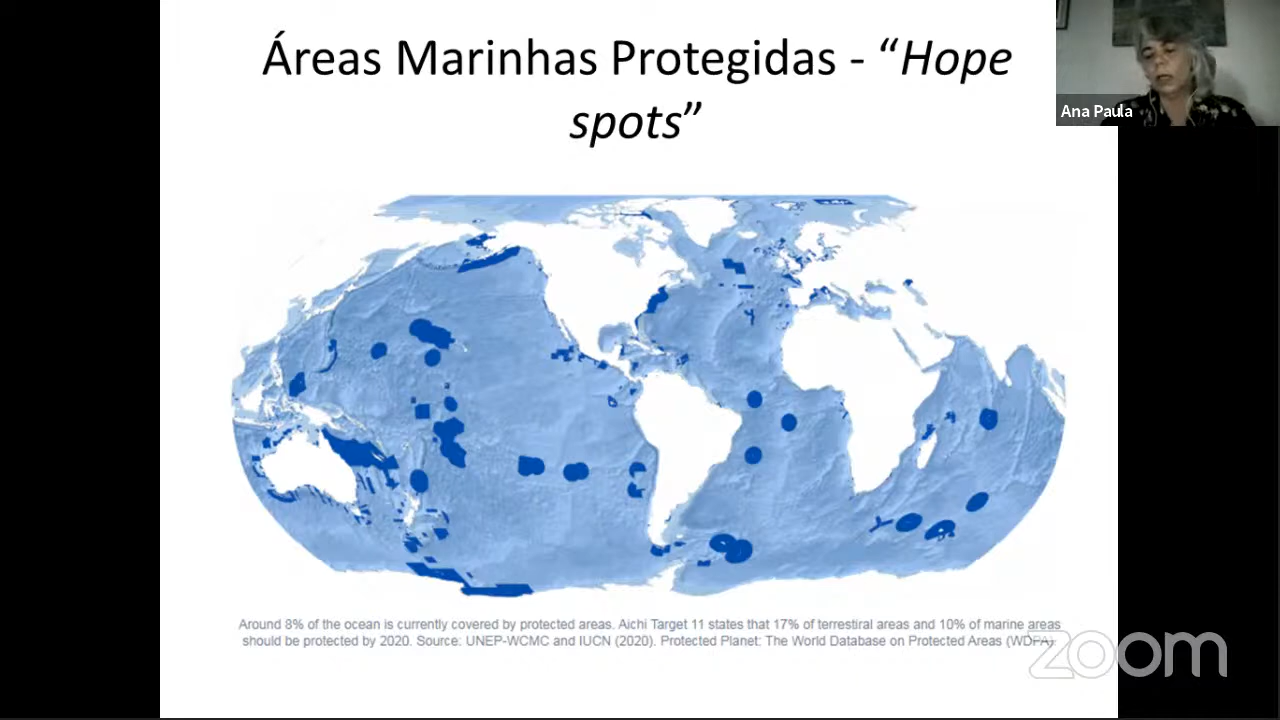 Áreas Marinhas Protegidas - “Hope
spots”
Ana Paula
Around 8% of the ocean is currently covered by protected areas. Aichi Target 11 states that 17% of terrestiral areas and 10% of marine areas
should be protected by 2020. Source: UNEP-WCMC and IUCN (2020). Protected Planet: The World Database on Protected Areas (WDPA).
zoom